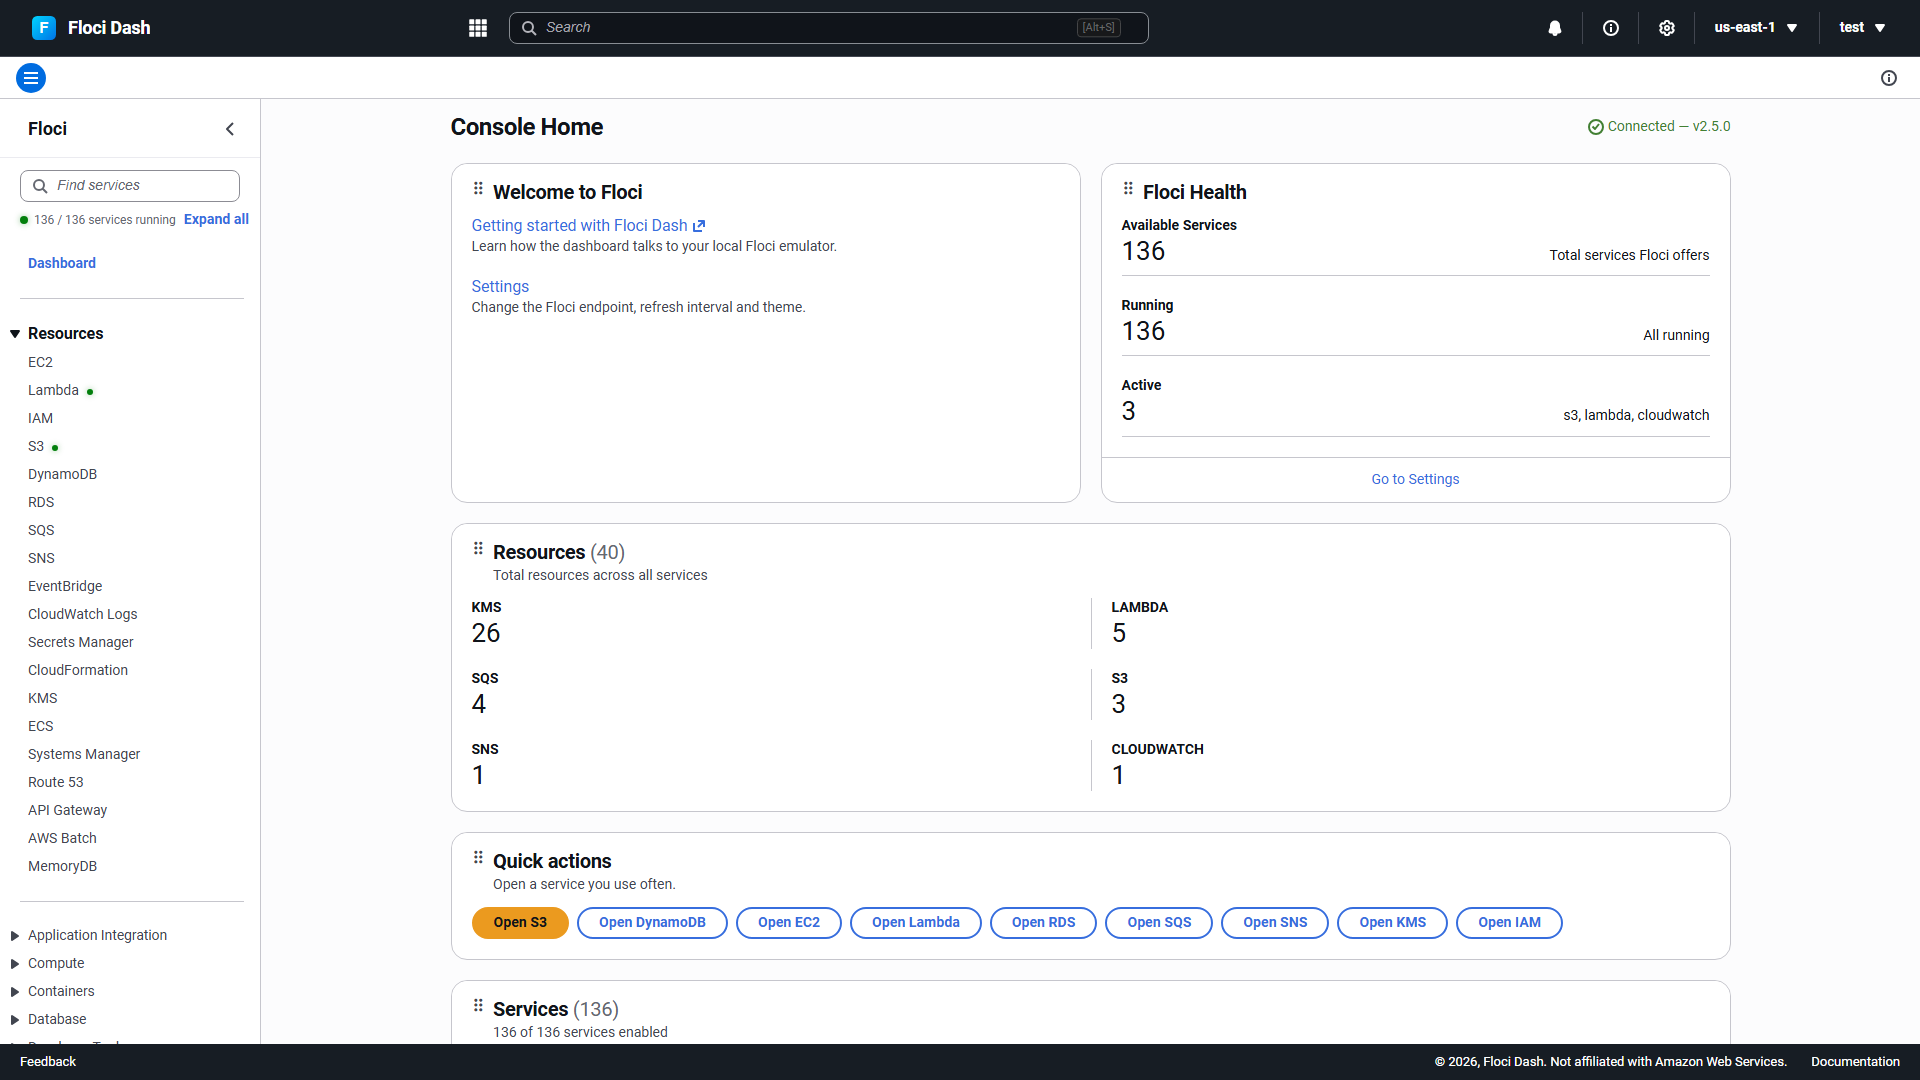 F Floci Dash
Search [Alt+S]
us-east-1
test
Floci
Find services
136 / 136 services running Expand all
Dashboard
Resources
EC2
Lambda
IAM
S3
DynamoDB
RDS
SQS
SNS
EventBridge
CloudWatch Logs
Secrets Manager
CloudFormation
KMS
ECS
Systems Manager
Route 53
API Gateway
AWS Batch
MemoryDB
Application Integration
Compute
Containers
Database
Console Home
Connected — v2.5.0
Welcome to Floci
Getting started with Floci Dash
Learn how the dashboard talks to your local Floci emulator.
Settings
Change the Floci endpoint, refresh interval and theme.
Floci Health
Available Services
136 Total services Floci offers
Running
136 All running
Active
3 s3, lambda, cloudwatch
Go to Settings
Resources (40)
Total resources across all services
KMS
26
LAMBDA
5
SQS
4
S3
3
SNS
1
CLOUDWATCH
1
Quick actions
Open a service you use often.
Open S3 Open DynamoDB Open EC2 Open Lambda Open RDS Open SQS Open SNS Open KMS Open IAM
Services (136)
136 of 136 services enabled
Feedback
© 2026, Floci Dash. Not affiliated with Amazon Web Services. Documentation